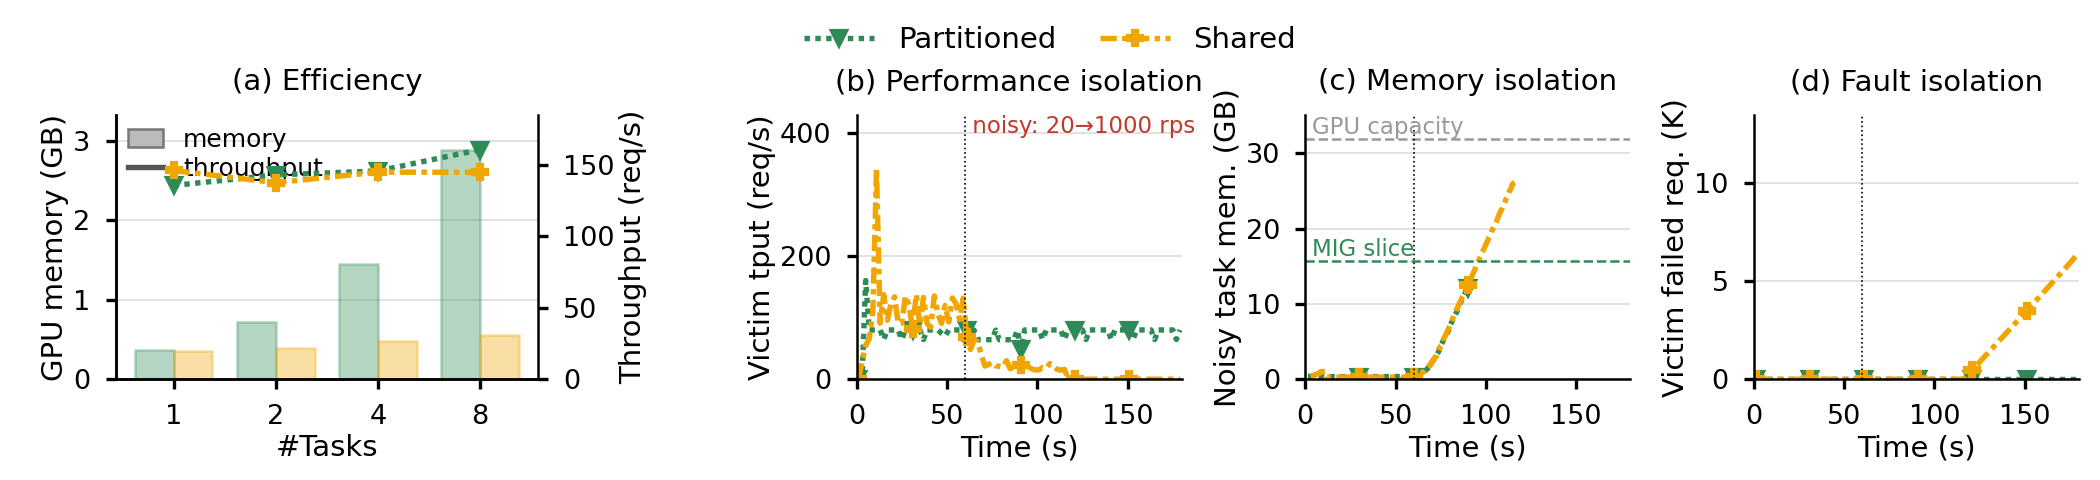 Partitioned
Shared
(a) Efficiency
GPU memory (GB)
3
2
1
0
memory
throughput
150
100
50
0
Throughput (req/s)
1 2 4 8
#Tasks
(b) Performance isolation
Victim tput (req/s)
400
200
0
noisy: 20→1000 rps
0 50 100 150
Time (s)
(c) Memory isolation
Noisy task mem. (GB)
30
20
10
0
GPU capacity
MIG slice
0 50 100 150
Time (s)
(d) Fault isolation
Victim failed req. (K)
10
5
0
0 50 100 150
Time (s)